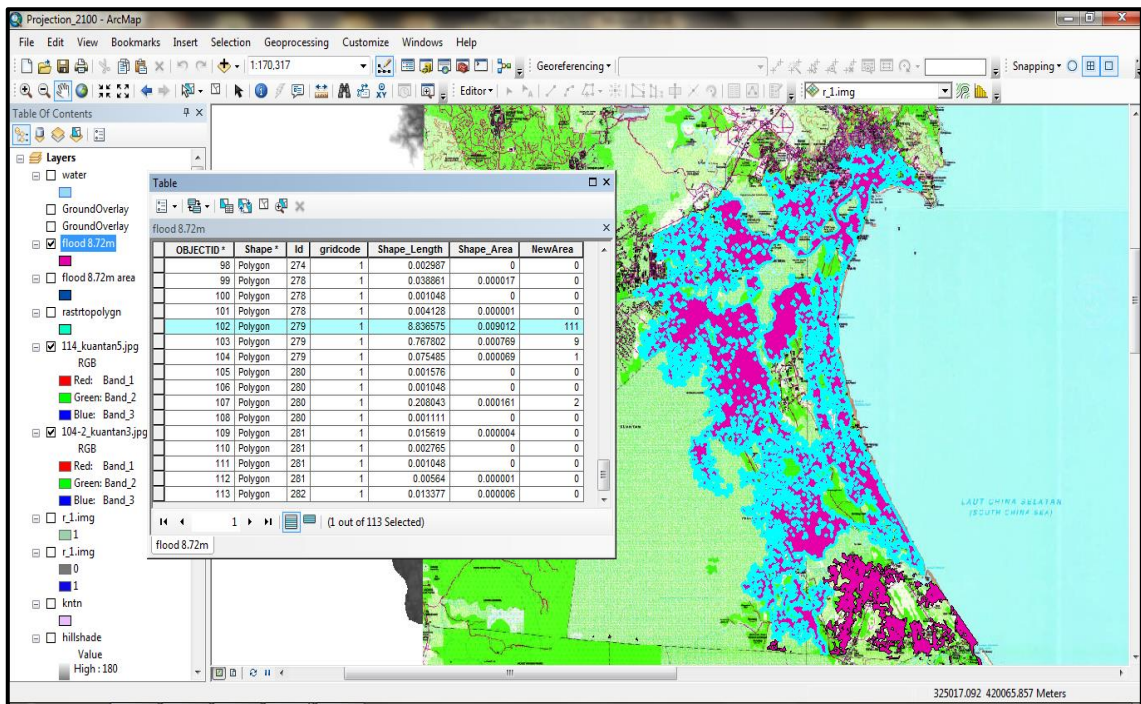 Projection_2100 - ArcMap
File Edit View Bookmarks Insert Selection Geoprocessing Customize Windows Help
1:170,317 Georeferencing Snapping
Editor r_1.img
Table Of Contents
Layers
water
GroundOverlay
GroundOverlay
flood 8.72m
flood 8.72m area
rastrtopolygn
114_kuantan5.jpg
RGB
Red: Band_1
Green: Band_2
Blue: Band_3
104-2_kuantan3.jpg
RGB
Red: Band_1
Green: Band_2
Blue: Band_3
r_1.img
1
r_1.img
0
1
kntn
hillshade
Value
High : 180
Table
flood 8.72m
OBJECTID * Shape * Id gridcode Shape_Length Shape_Area NewArea
98 Polygon 274 1 0.002987 0 0
99 Polygon 278 1 0.038861 0.000017 0
100 Polygon 278 1 0.001048 0 0
101 Polygon 278 1 0.004128 0.000001 0
102 Polygon 279 1 8.836575 0.009012 111
103 Polygon 279 1 0.767802 0.000769 9
104 Polygon 279 1 0.075485 0.000069 1
105 Polygon 280 1 0.001576 0 0
106 Polygon 280 1 0.001048 0 0
107 Polygon 280 1 0.208043 0.000161 2
108 Polygon 280 1 0.001111 0 0
109 Polygon 281 1 0.015619 0.000004 0
110 Polygon 281 1 0.002765 0 0
111 Polygon 281 1 0.001048 0 0
112 Polygon 281 1 0.00564 0.000001 0
113 Polygon 282 1 0.013377 0.000006 0
1 (1 out of 113 Selected)
flood 8.72m
LAUT CHINA SELATAN
(SOUTH CHINA SEA)
325017.092 420065.857 Meters